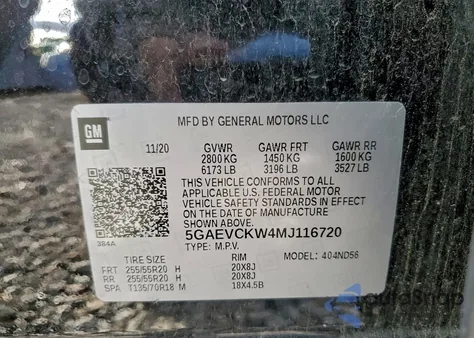 MFD BY GENERAL MOTORS LLC
GM
11/20 GVWR GAWR FRT GAWR RR
2800 KG 1450 KG 1600 KG
6173 LB 3196 LB 3527 LB
THIS VEHICLE CONFORMS TO ALL
APPLICABLE U.S. FEDERAL MOTOR
VEHICLE SAFETY STANDARDS IN EFFECT
ON THE DATE OF MANUFACTURE
SHOWN ABOVE.
384A
5GAEVCKW4MJ116720
TYPE: M.P.V.
TIRE SIZE RIM MODEL: 404ND56
FRT 255/55R20 H 20X8J
RR 255/55R20 H 20X8J
SPA T135/70R18 M 18X4.5B